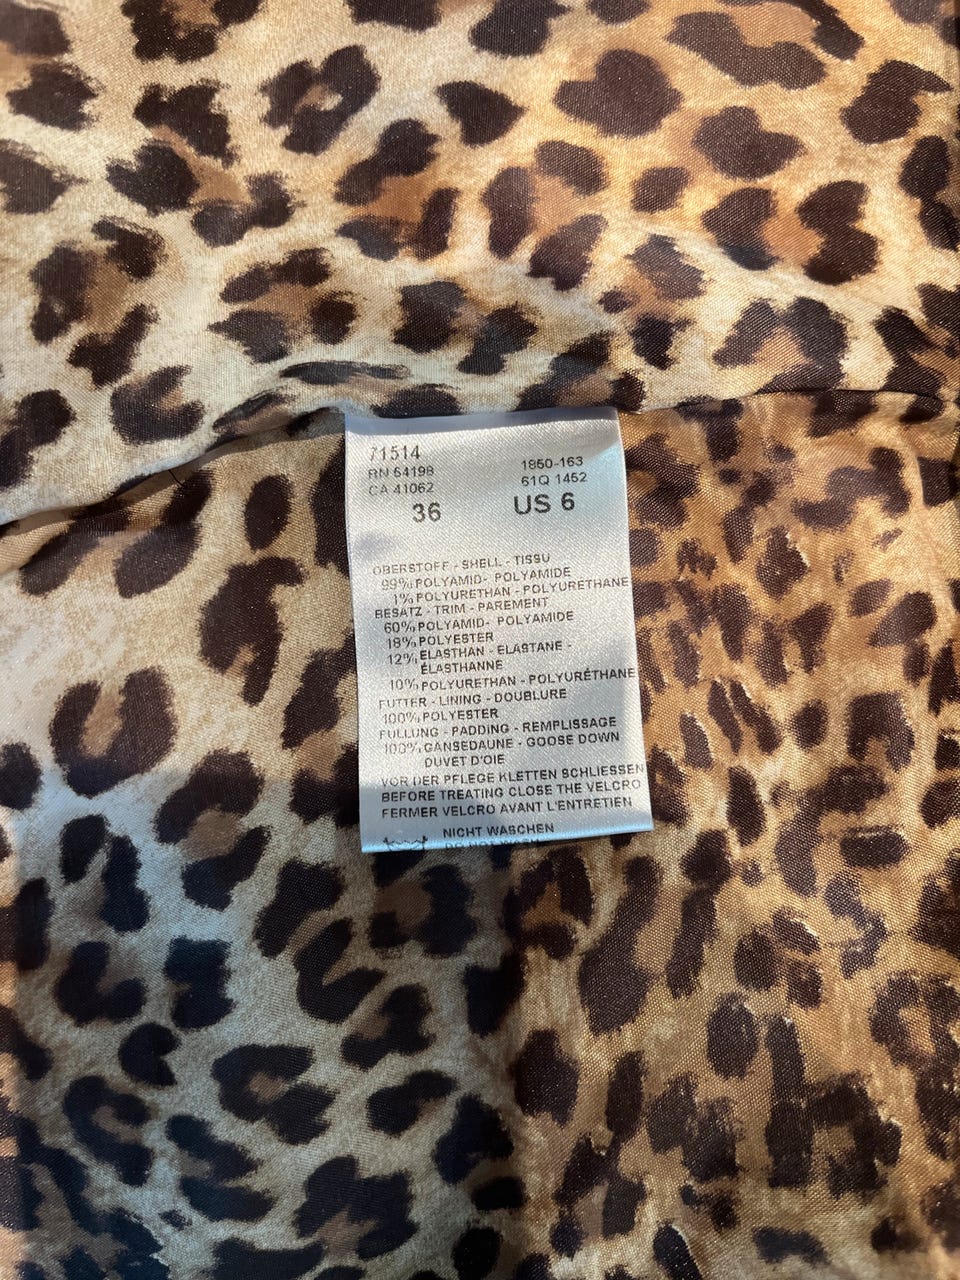 71514
RN 54198
CA 41062
1850-163
61Q 1452
36 US 6
OBERSTOFF - SHELL - TISSU
99% POLYAMID- POLYAMIDE
1% POLYURETHAN - POLYURETHANE
BESATZ - TRIM - PAREMENT
60% POLYAMID- POLYAMIDE
18% POLYESTER
12% ELASTHAN - ELASTANE -
ÉLASTHANNE
10% POLYURETHAN - POLYURÉTHANE
FUTTER - LINING - DOUBLURE
100% POLYESTER
FÜLLUNG - PADDING - REMPLISSAGE
100% GANSEDAUNE - GOOSE DOWN
DUVET D'OIE
VOR DER PFLEGE KLETTEN SCHLIESSEN
BEFORE TREATING CLOSE THE VELCRO
FERMER VELCRO AVANT L'ENTRETIEN
NICHT WASCHEN